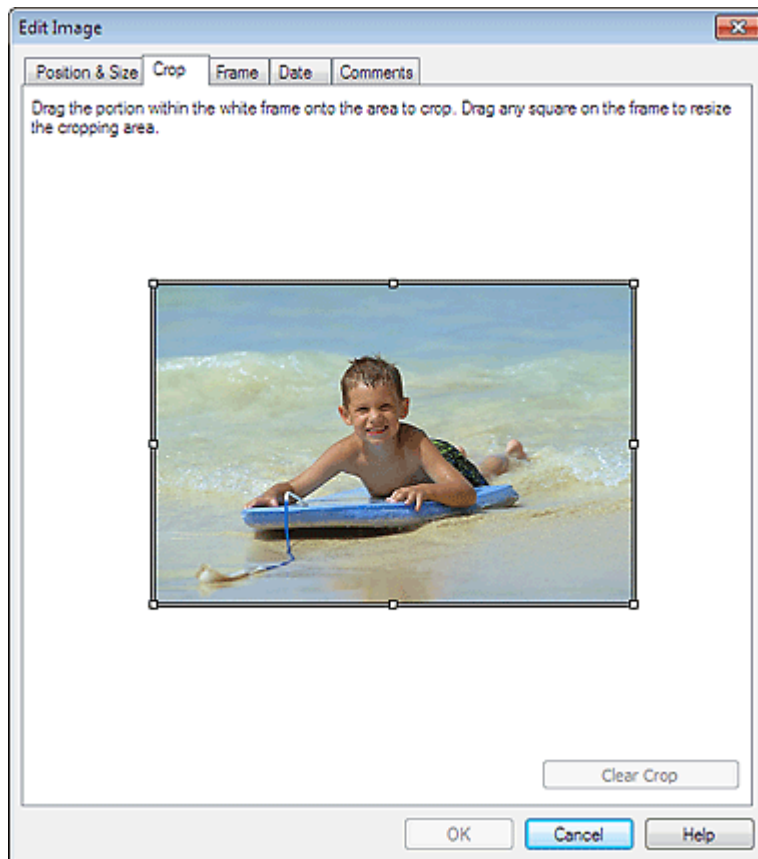 Edit Image
Position & Size Crop Frame Date Comments
Drag the portion within the white frame onto the area to crop. Drag any square on the frame to resize
the cropping area.
Clear Crop
OK Cancel Help